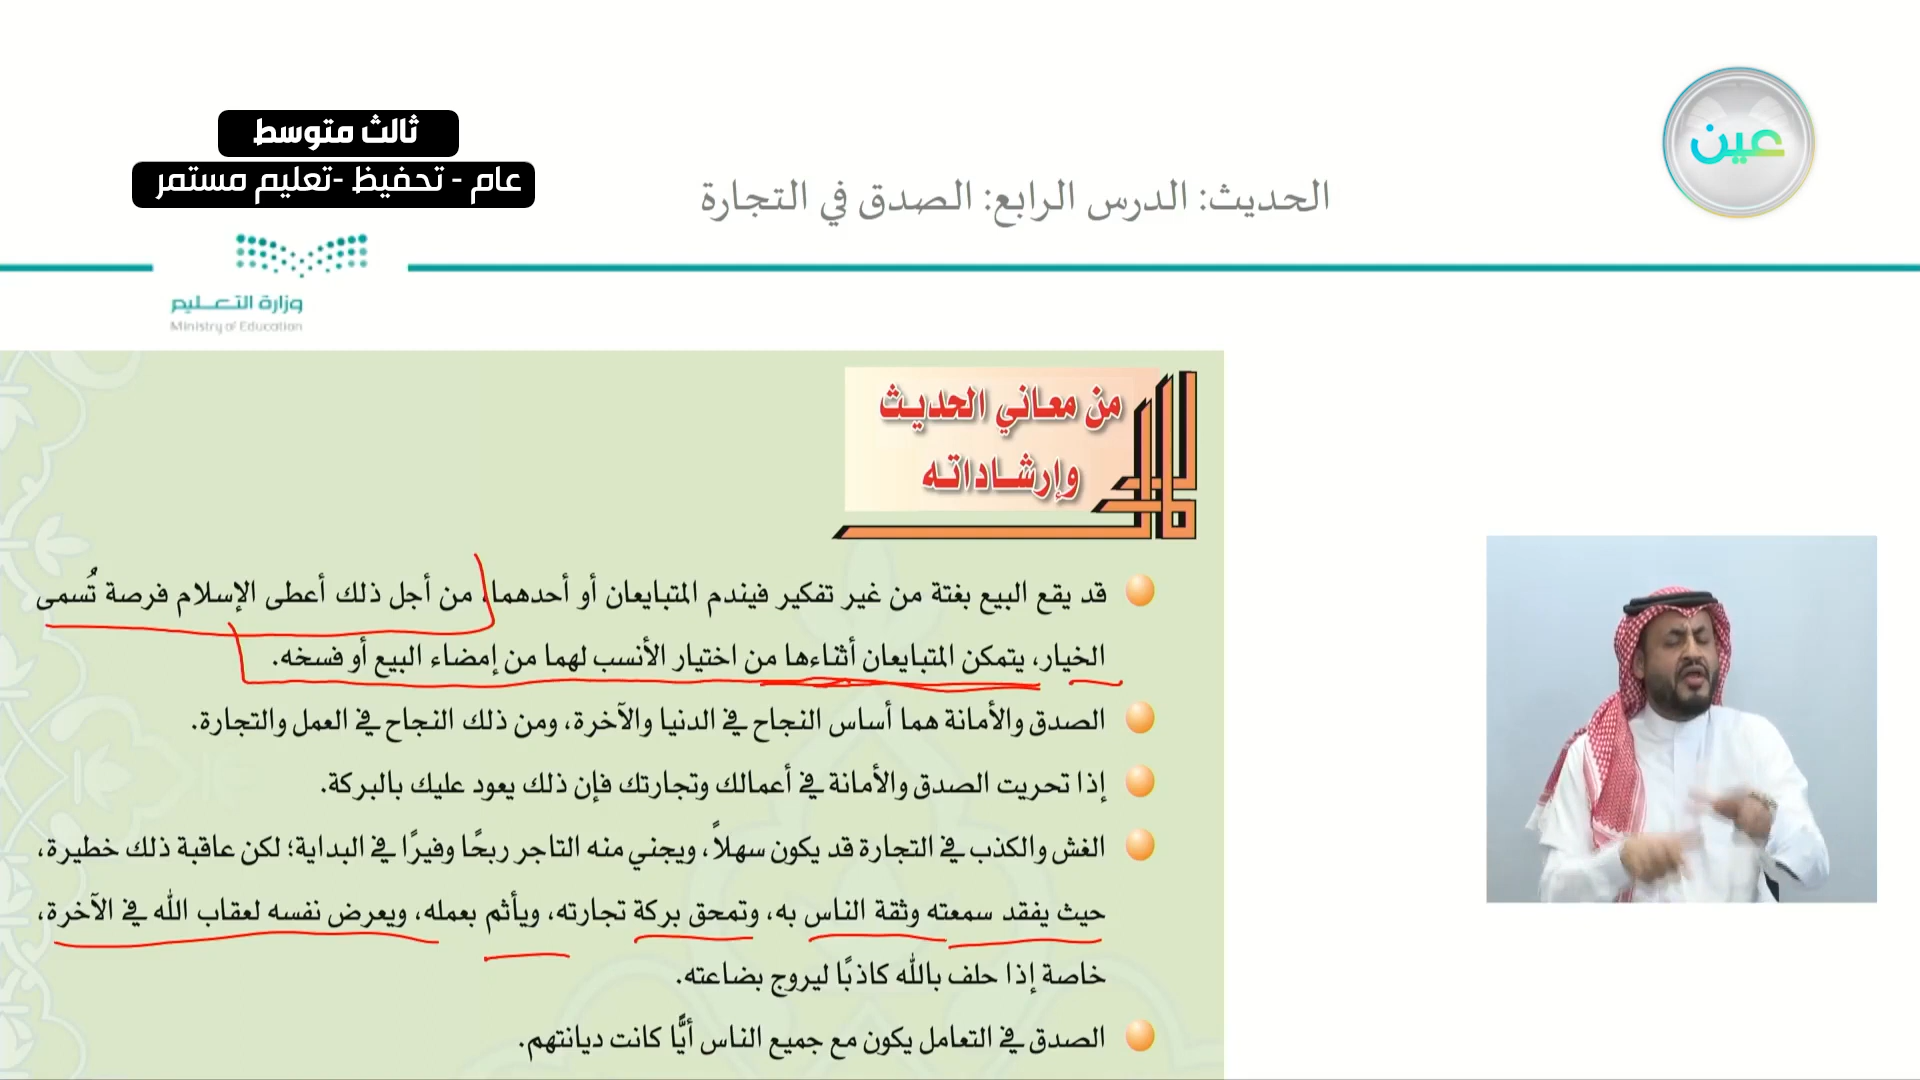 عين
ثالث متوسط
عام - تحفيظ -تعليم مستمر
الحديث: الدرس الرابع: الصدق في التجارة
وزارة التعـــليم
Ministry of Education
من معـاني الحديـث
وإرشـاداتـه
قد يقع البيع بغتة من غير تفكير فيندم المتبايعان أو أحدهما، من أجل ذلك أعطى الإسلام فرصة تُسمى
الخيار، يتمكن المتبايعان أثناءها من اختيار الأنسب لهما من إمضاء البيع أو فسخه.
الصدق والأمانة هما أساس النجاح في الدنيا والآخرة، ومن ذلك النجاح في العمل والتجارة.
إذا تحريت الصدق والأمانة في أعمالك وتجارتك فإن ذلك يعود عليك بالبركة.
الغش والكذب في التجارة قد يكون سهلاً، ويجني منه التاجر ربحًا وفيرًا في البداية؛ لكن عاقبة ذلك خطيرة،
حيث يفقد سمعته وثقة الناس به، وتمحق بركة تجارته، ويأثم بعمله، ويعرض نفسه لعقاب الله في الآخرة،
خاصة إذا حلف بالله كاذبًا ليروج بضاعته.
الصدق في التعامل يكون مع جميع الناس أيًّا كانت ديانتهم.